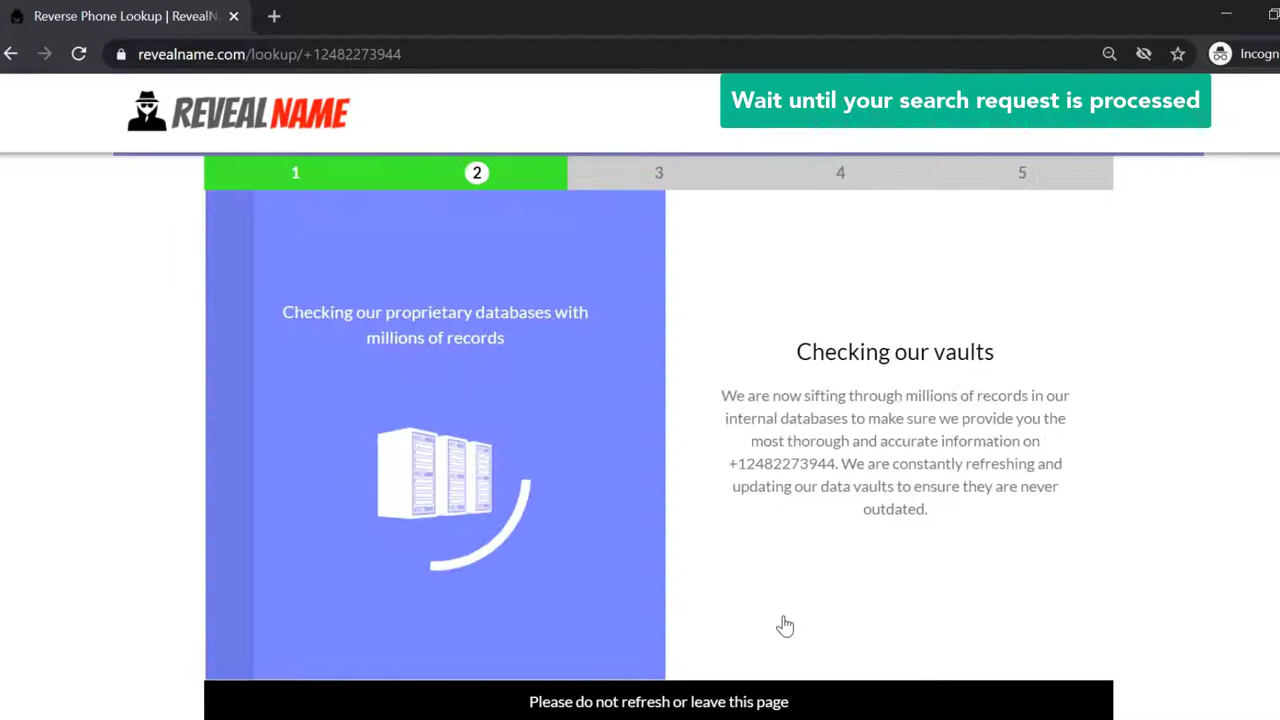 Reverse Phone Lookup | RevealN
revealname.com/lookup/+12482273944
Incogn
REVEALNAME
Wait until your search request is processed
1 2 3 4 5
Checking our proprietary databases with
millions of records
Checking our vaults
We are now sifting through millions of records in our
internal databases to make sure we provide you the
most thorough and accurate information on
+12482273944. We are constantly refreshing and
updating our data vaults to ensure they are never
outdated.
Please do not refresh or leave this page